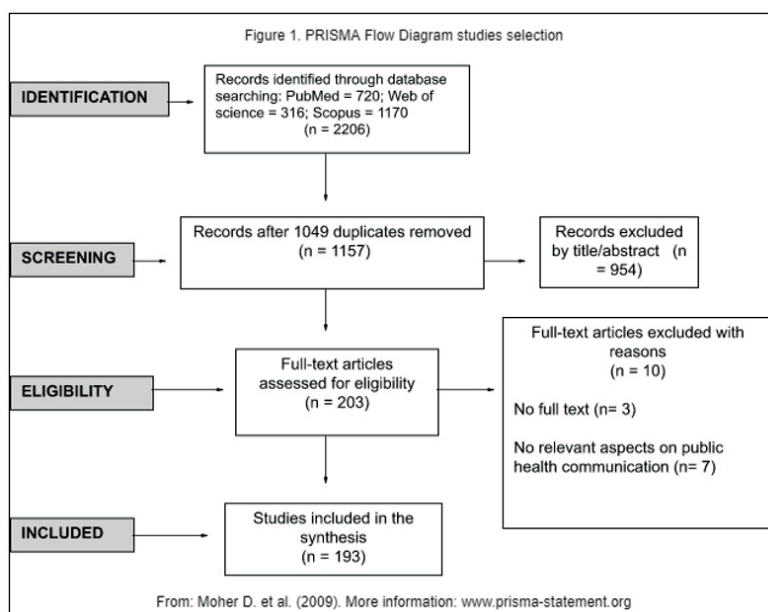 Figure 1. PRISMA Flow Diagram studies selection
IDENTIFICATION
Records identified through database
searching: PubMed = 720; Web of
science = 316; Scopus = 1170
(n = 2206)
SCREENING
Records after 1049 duplicates removed
(n = 1157)
Records excluded
by title/abstract (n
= 954)
ELIGIBILITY
Full-text articles
assessed for eligibility
(n = 203)
Full-text articles excluded with
reasons
(n = 10)
No full text (n= 3)
No relevant aspects on public
health communication (n= 7)
INCLUDED
Studies included in the
synthesis
n = 193)
From: Moher D. et al. (2009). More information: www.prisma-statement.org